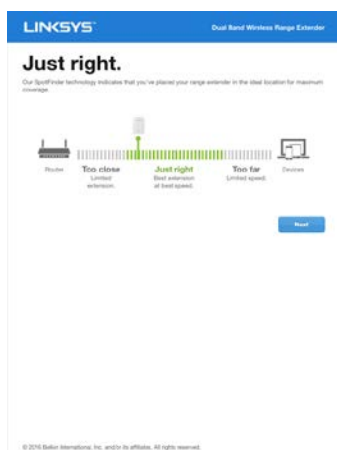 LINKSYS
Dual Band Wireless Range Extender
Just right.
Our SpotFinder technology indicates that you've placed your range extender in the ideal location for maximum
coverage.
Router
Too close
Just right
Too far
Devices
Limited
Best extension
Limited speed.
extension.
at best speed.
Next
© 2016 Belkin International, Inc. and/or its affiliates. All rights reserved.